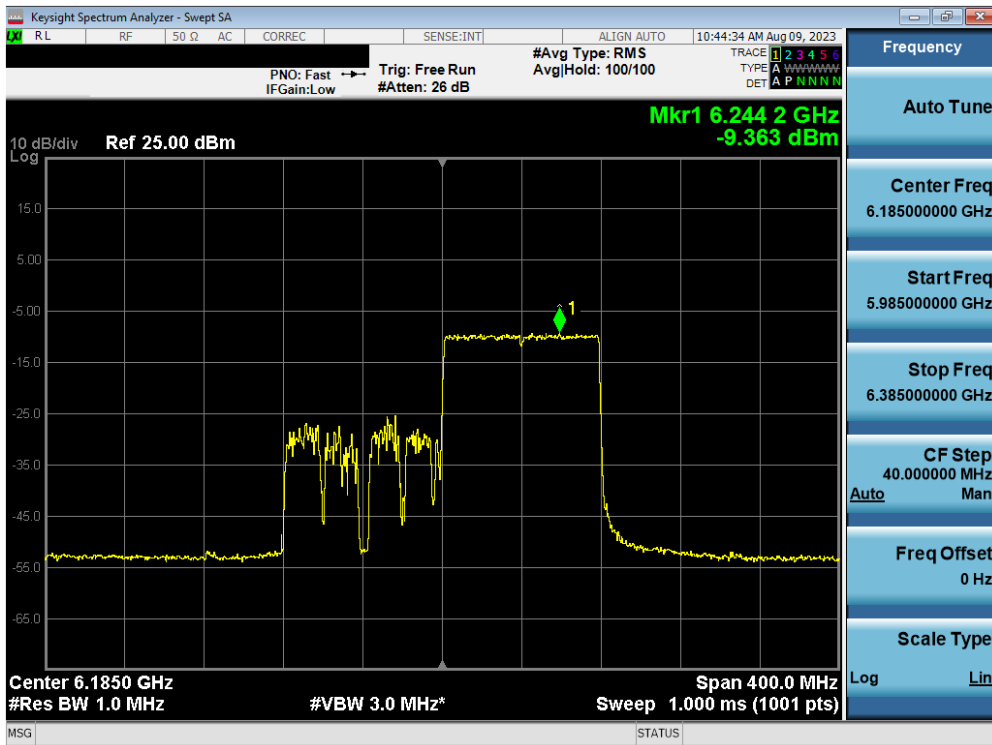 Keysight Spectrum Analyzer - Swept SA
LXI RL RF 50 Ω AC CORREC SENSE:INT ALIGN AUTO 10:44:34 AM Aug 09, 2023
PNO: Fast
IFGain:Low
Trig: Free Run
#Atten: 26 dB
#Avg Type: RMS
Avg|Hold: 100/100
TRACE 1 2 3 4 5 6
TYPE A WWWWW
DET A P N N N N
Mkr1 6.244 2 GHz
-9.363 dBm
10 dB/div Ref 25.00 dBm
Log
15.0
5.00
-5.00
-15.0
-25.0
-35.0
-45.0
-55.0
-65.0
1
Center 6.1850 GHz Span 400.0 MHz
#Res BW 1.0 MHz #VBW 3.0 MHz* Sweep 1.000 ms (1001 pts)
MSG STATUS
Frequency
Auto Tune
Center Freq
6.185000000 GHz
Start Freq
5.985000000 GHz
Stop Freq
6.385000000 GHz
CF Step
40.000000 MHz
Auto Man
Freq Offset
0 Hz
Scale Type
Log Lin